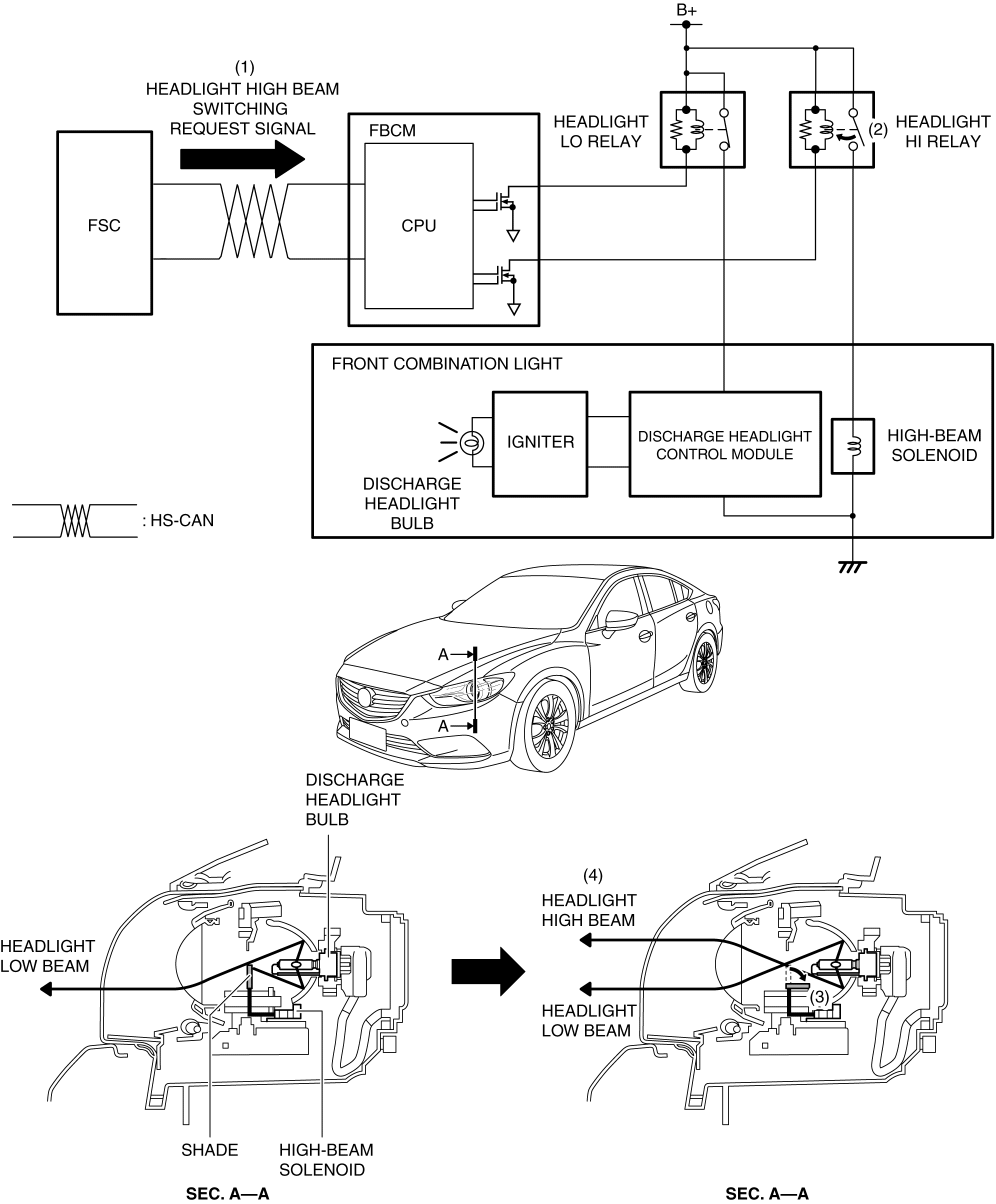 B+
(1)
HEADLIGHT HIGH BEAM
SWITCHING
REQUEST SIGNAL
FBCM
HEADLIGHT
LO RELAY
(2)
HEADLIGHT
HI RELAY
FSC
CPU
FRONT COMBINATION LIGHT
IGNITER
DISCHARGE HEADLIGHT
CONTROL MODULE
HIGH-BEAM
SOLENOID
DISCHARGE
HEADLIGHT
BULB
: HS-CAN
A
A
DISCHARGE
HEADLIGHT
BULB
HEADLIGHT
LOW BEAM
(4)
HEADLIGHT
HIGH BEAM
(3)
HEADLIGHT
LOW BEAM
SHADE
HIGH-BEAM
SOLENOID
SEC. A—A
SEC. A—A